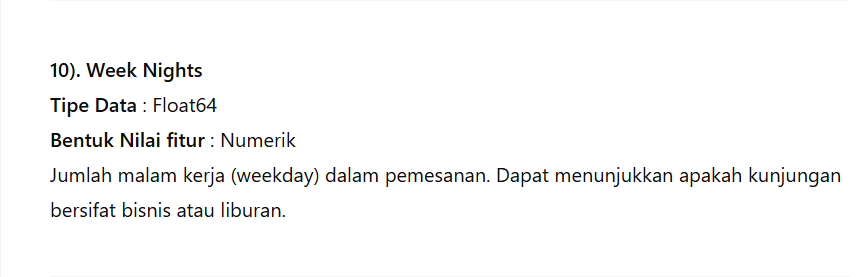 10). Week Nights
Tipe Data : Float64
Bentuk Nilai fitur : Numerik
Jumlah malam kerja (weekday) dalam pemesanan. Dapat menunjukkan apakah kunjungan
bersifat bisnis atau liburan.